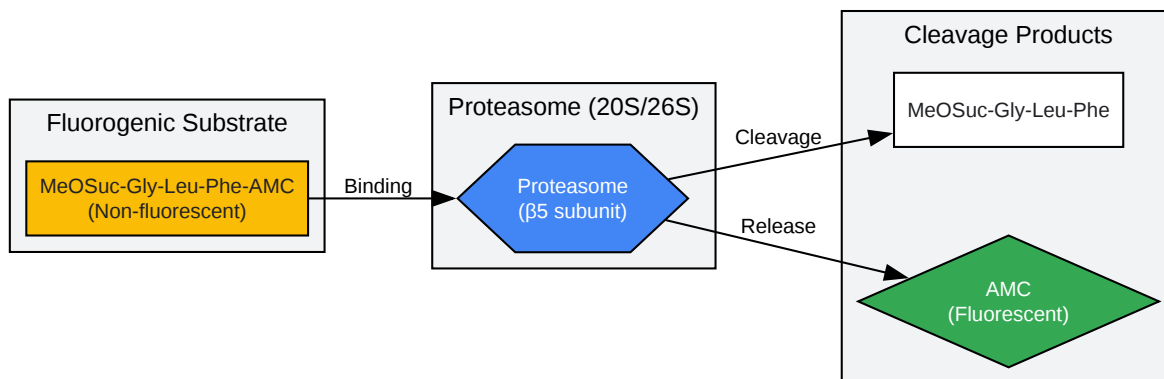 Fluorogenic Substrate
MeOSuc-Gly-Leu-Phe-AMC
(Non-fluorescent)
Binding
Proteasome (20S/26S)
Proteasome
(β5 subunit)
Cleavage
Release
Cleavage Products
MeOSuc-Gly-Leu-Phe
AMC
(Fluorescent)